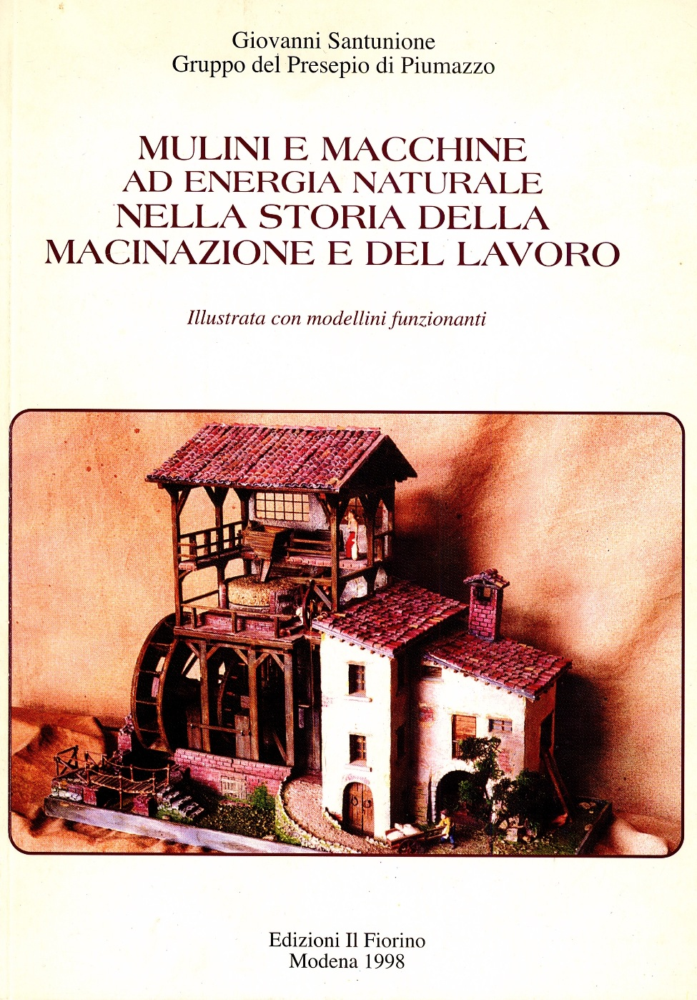 Giovanni Santunione
Gruppo del Presepio di Piumazzo
MULINI E MACCHINE
AD ENERGIA NATURALE
NELLA STORIA DELLA
MACINAZIONE E DEL LAVORO
Illustrata con modellini funzionanti
Edizioni Il Fiorino
Modena 1998